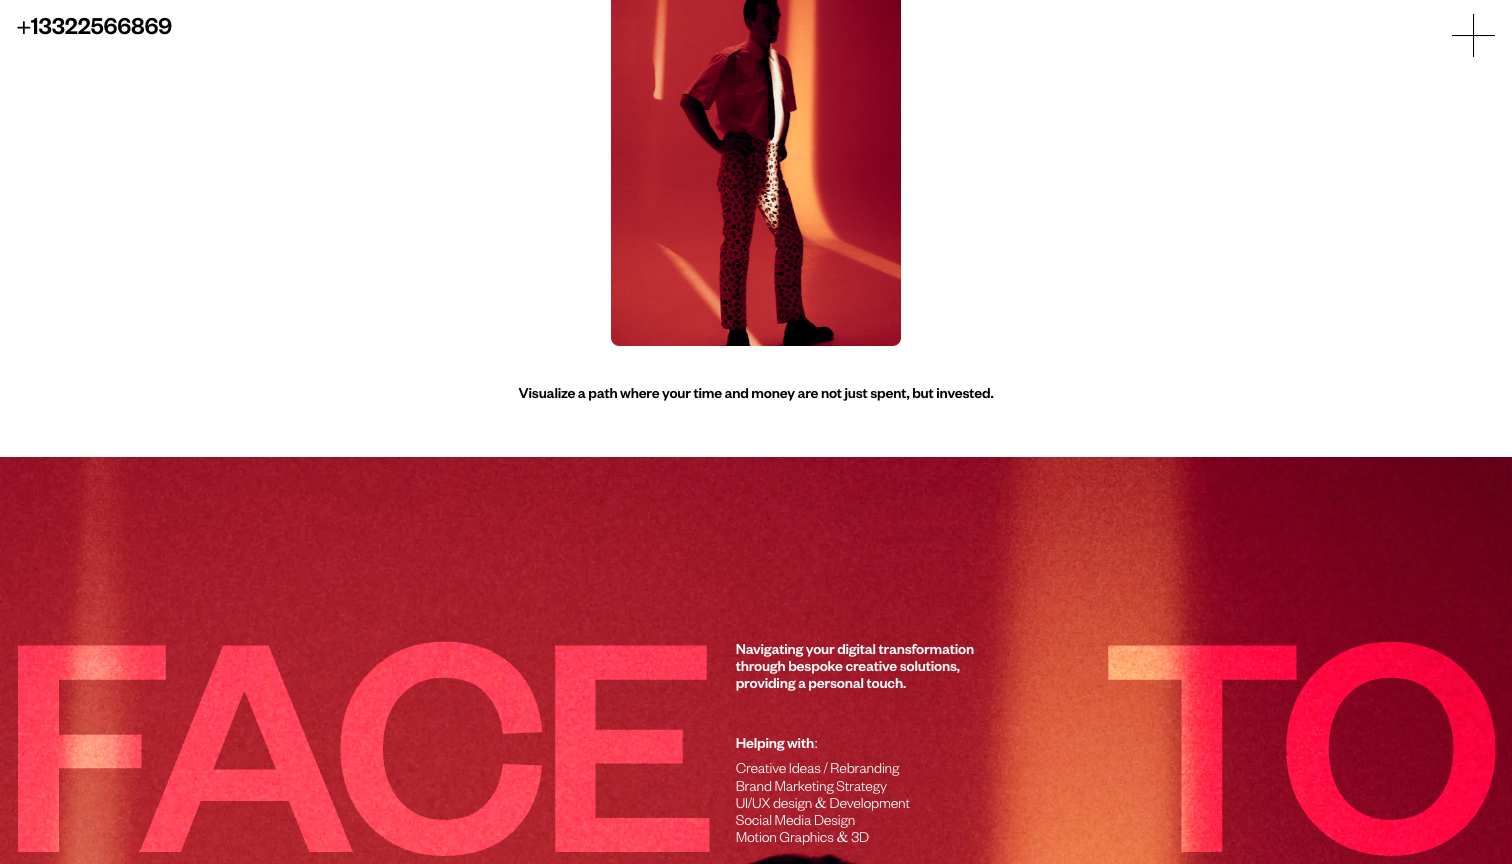 +13322566869
Visualize a path where your time and money are not just spent, but invested.
FACE
Navigating your digital transformation
through bespoke creative solutions,
providing a personal touch.
Helping with:
Creative Ideas / Rebranding
Brand Marketing Strategy
UI/UX design & Development
Social Media Design
Motion Graphics & 3D
TO